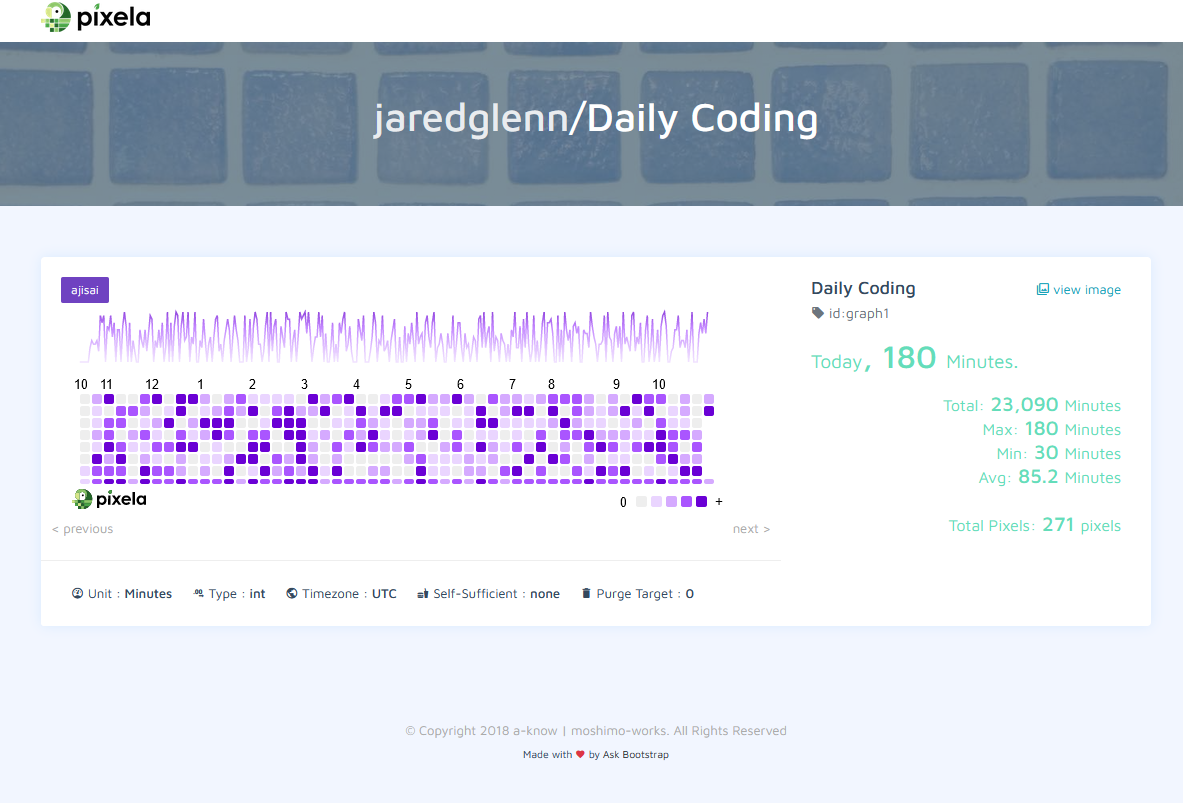 pixela
jaredglenn/Daily Coding
ajisai
10 11 12 1 2 3 4 5 6 7 8 9 10
pixela
0 +
< previous next >
Unit : Minutes Type : int Timezone : UTC Self-Sufficient : none Purge Target : 0
Daily Coding view image
id:graph1
Today, 180 Minutes.
Total: 23,090 Minutes
Max: 180 Minutes
Min: 30 Minutes
Avg: 85.2 Minutes
Total Pixels: 271 pixels
© Copyright 2018 a-know | moshimo-works. All Rights Reserved
Made with ❤ by Ask Bootstrap